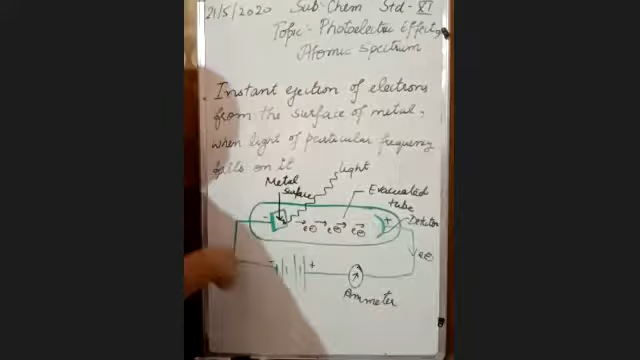 21/5/2020 Sub:- Chem Std - XI
Topic:- Photoelectric Effect,
Atomic Spectrum
Instant ejection of electrons
from the surface of metal,
when light of particular frequency
falls on it
light
Metal
surface
Evacuated
tube
- + Detector
e⊖ e⊖ e⊖
e⊖
- +
Ammeter